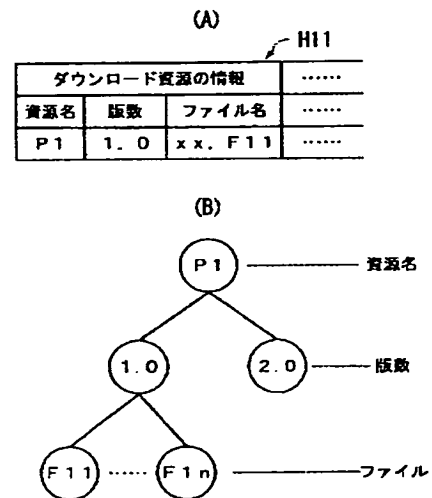 (A)
H11
ダウンロード資源の情報 ……
資源名 版数 ファイル名 ……
P1 1.0 xx.F11 ……
(B)
P1 資源名
1.0 2.0 版数
F11 …… F1n ファイル